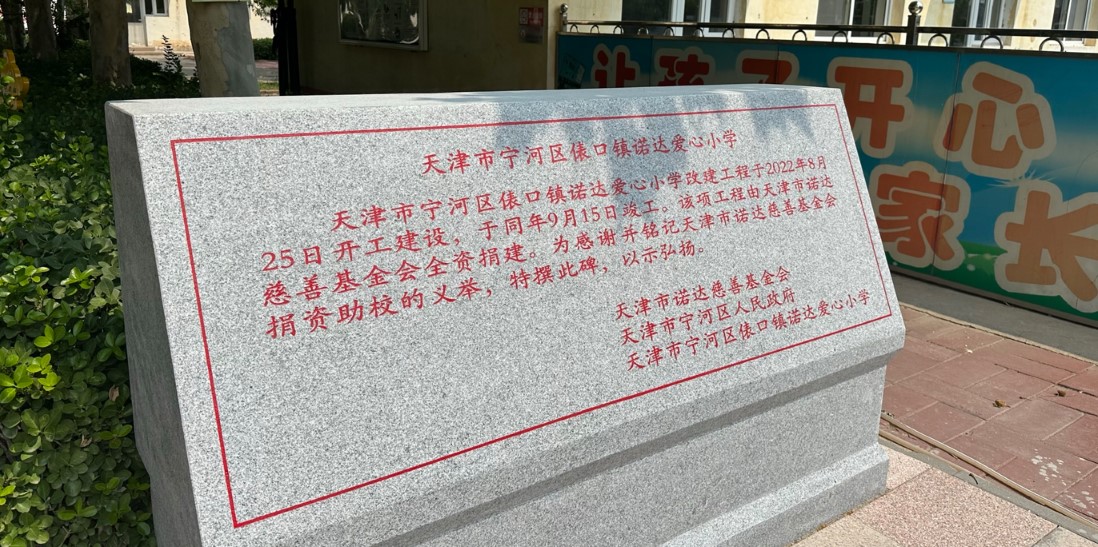 天津市宁河区俵口镇诺达爱心小学
天津市宁河区俵口镇诺达爱心小学改建工程于2022年8月
25日开工建设，于同年9月15日竣工。该项工程由天津市诺达
慈善基金会全资捐建。为感谢并铭记天津市诺达慈善基金会
捐资助校的义举，特撰此碑，以示弘扬。
天津市诺达慈善基金会
天津市宁河区人民政府
天津市宁河区俵口镇诺达爱心小学
让孩子开心
家长